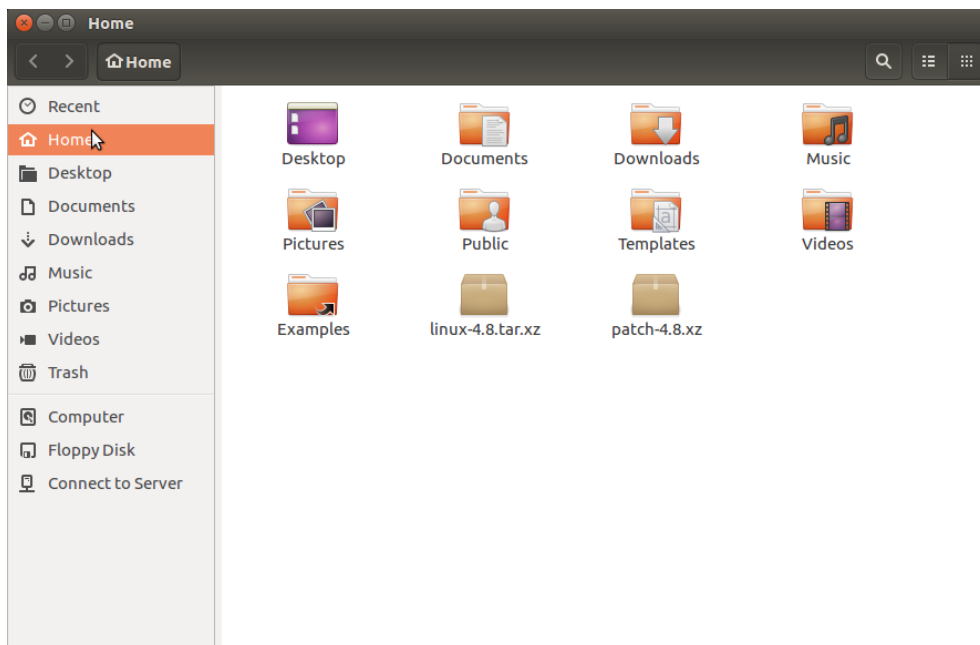 Home
Home
Recent
Home
Desktop
Documents
Downloads
Music
Pictures
Videos
Trash
Computer
Floppy Disk
Connect to Server
Desktop
Documents
Downloads
Music
Pictures
Public
Templates
Videos
Examples
linux-4.8.tar.xz
patch-4.8.xz